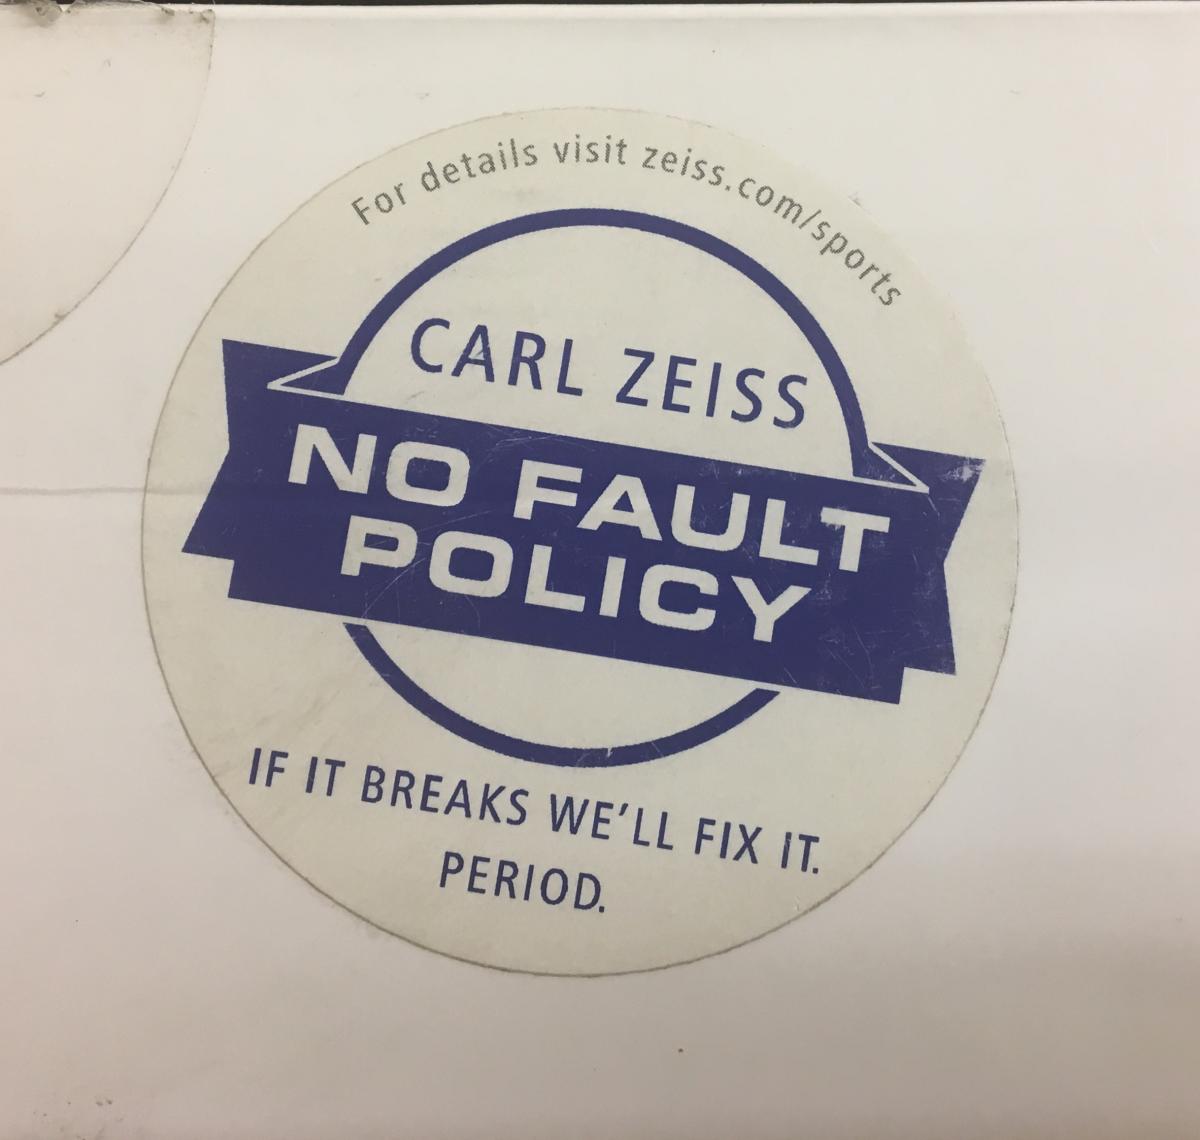 For details visit zeiss.com/sports
CARL ZEISS
NO FAULT
POLICY
IF IT BREAKS WE'LL FIX IT.
PERIOD.